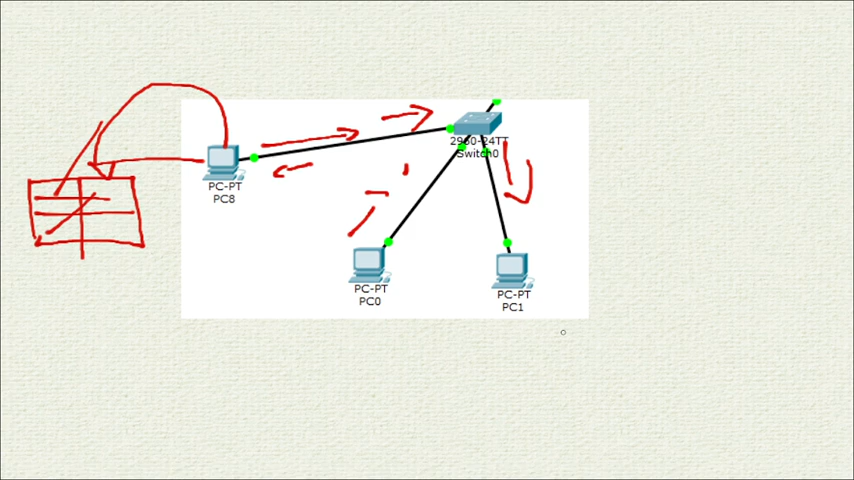 2960-24TT
Switch0
PC-PT
PC8
PC-PT
PC0
PC-PT
PC1